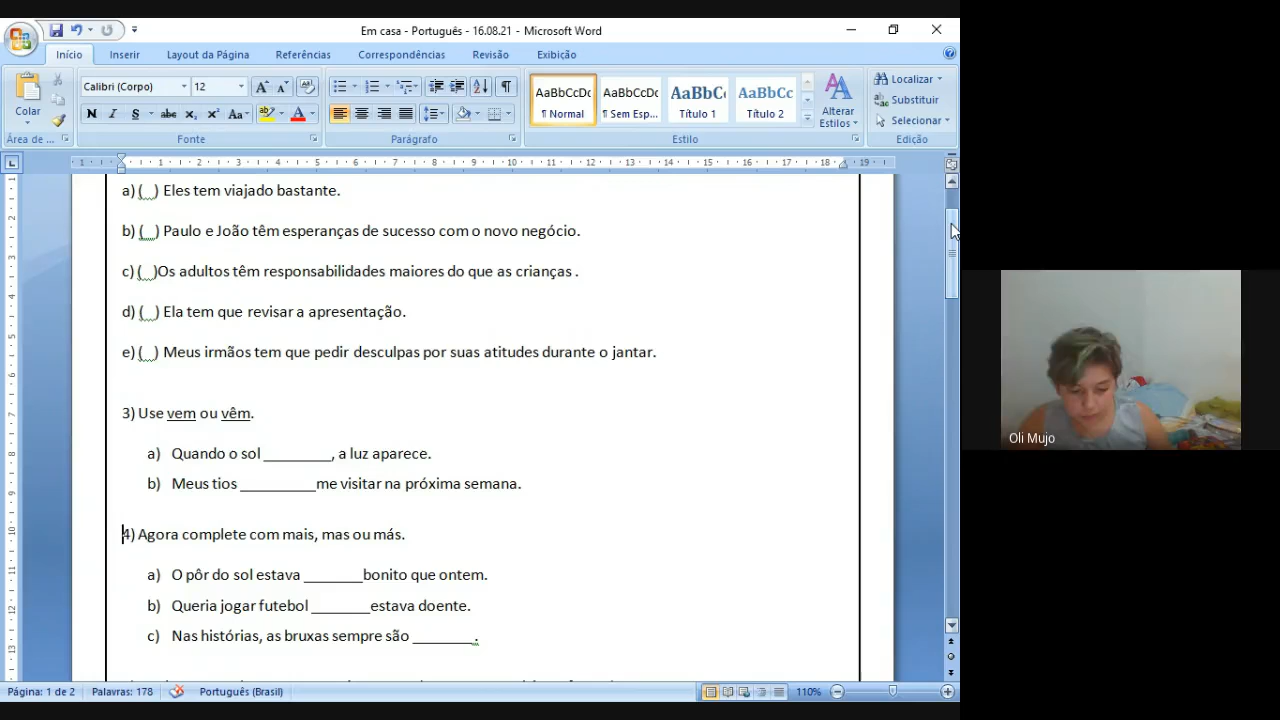 Em casa - Português - 16.08.21 - Microsoft Word
Início Inserir Layout da Página Referências Correspondências Revisão Exibição
Calibri (Corpo) 12
Colar
N I S abc x₂ x² Aa A
Área de... Fonte Parágrafo Estilo Edição
AaBbCcDc AaBbCcDc AaBbC AaBbCc
¶ Normal ¶ Sem Esp... Título 1 Título 2
Alterar Estilos
Localizar
Substituir
Selecionar
a) ( ) Eles tem viajado bastante.
b) ( ) Paulo e João têm esperanças de sucesso com o novo negócio.
c) ( )Os adultos têm responsabilidades maiores do que as crianças .
d) ( ) Ela tem que revisar a apresentação.
e) ( ) Meus irmãos tem que pedir desculpas por suas atitudes durante o jantar.
3) Use vem ou vêm.
a) Quando o sol ________, a luz aparece.
b) Meus tios _________me visitar na próxima semana.
4) Agora complete com mais, mas ou más.
a) O pôr do sol estava _______bonito que ontem.
b) Queria jogar futebol _______estava doente.
c) Nas histórias, as bruxas sempre são _______.
Página: 1 de 2 Palavras: 178 Português (Brasil) 110%
Oli Mujo